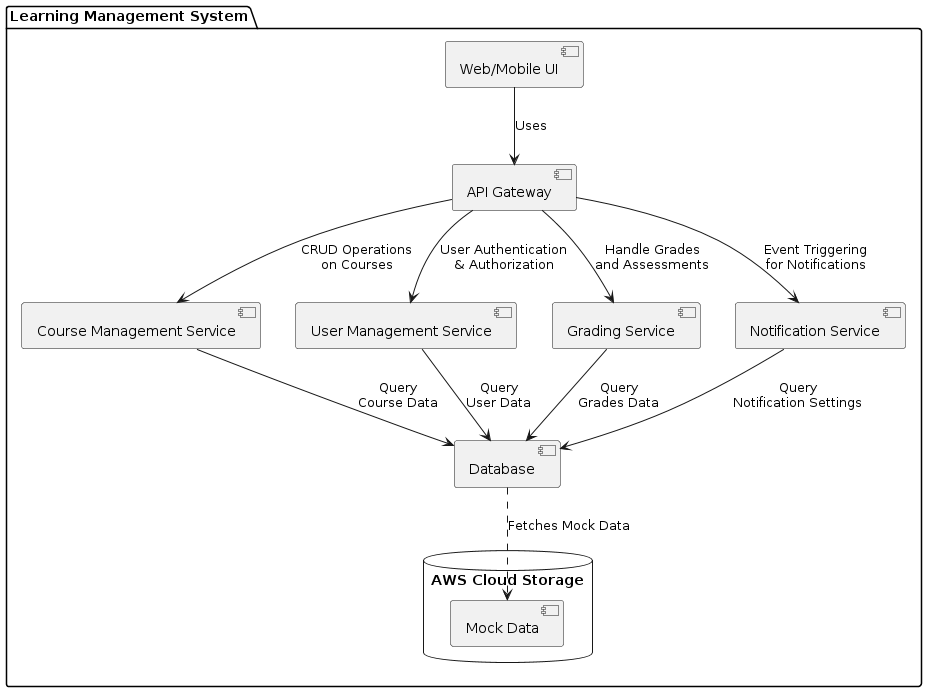 Learning Management System
Web/Mobile UI
Uses
API Gateway
CRUD Operations
on Courses
User Authentication
& Authorization
Handle Grades
and Assessments
Event Triggering
for Notifications
Course Management Service
User Management Service
Grading Service
Notification Service
Query
Course Data
Query
User Data
Query
Grades Data
Query
Notification Settings
Database
Fetches Mock Data
AWS Cloud Storage
Mock Data